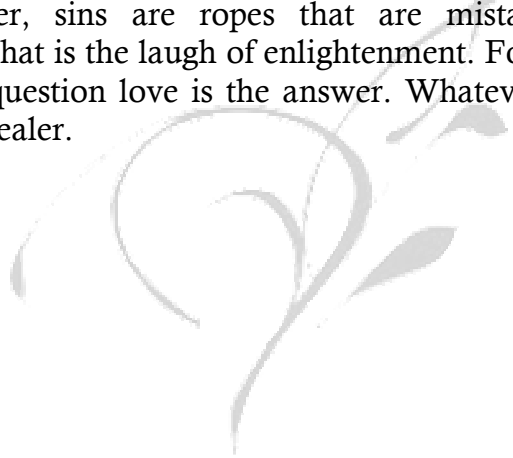 er, sins are ropes that are mista
hat is the laugh of enlightenment. Fo
question love is the answer. Whatev
ealer.